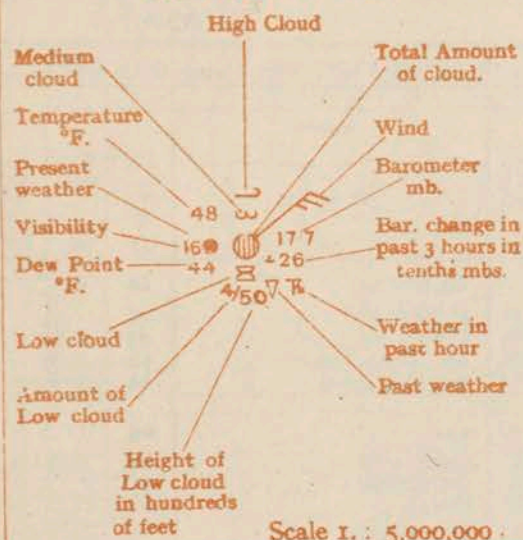 High Cloud
Medium
cloud
Total Amount
of cloud.
Temperature
°F.
Wind
Present
weather
Barometer
mb.
48
Visibility
16
177
Bar. change in
past 3 hours in
tenths mbs.
26
Dew Point
°F.
44
4/50
Low cloud
Weather in
past hour
Amount of
Low cloud
Past weather
Height of
Low cloud
in hundreds
of feet
Scale 1. : 5,000,000.